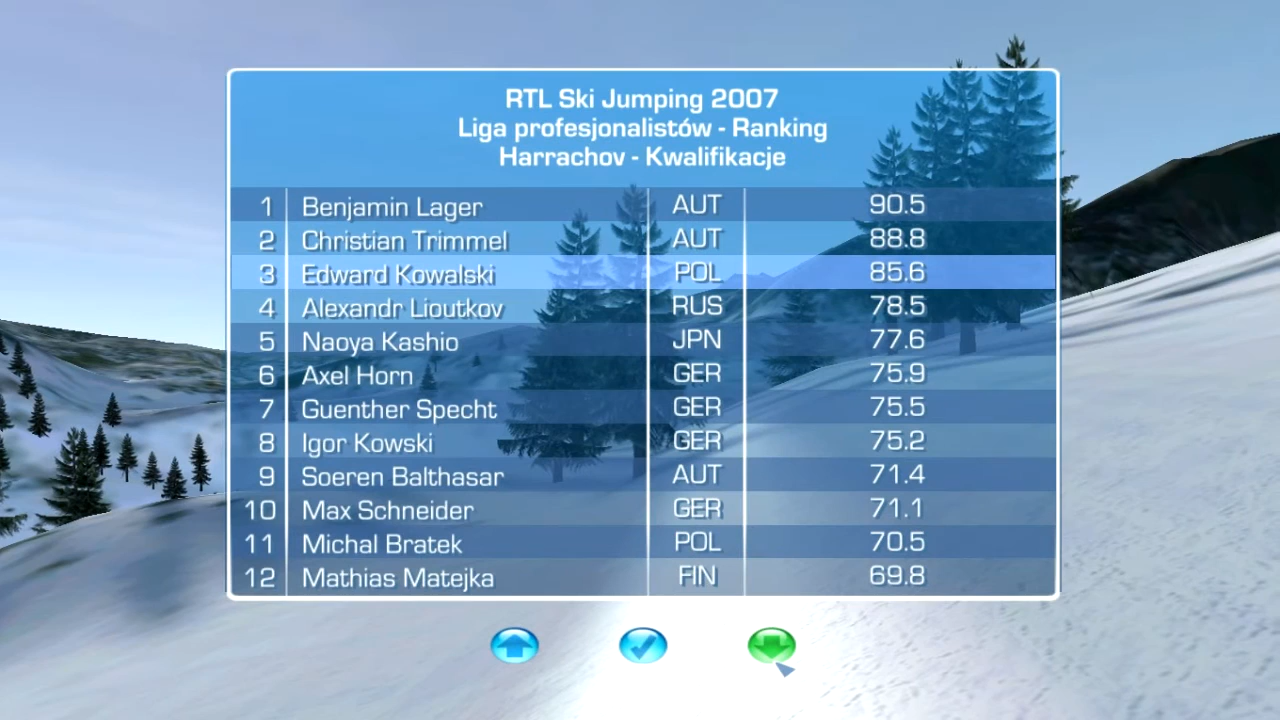 RTL Ski Jumping 2007
Liga profesjonalistów - Ranking
Harrachov - Kwalifikacje
1 Benjamin Lager AUT 90.5
2 Christian Trimmel AUT 88.8
3 Edward Kowalski POL 85.6
4 Alexandr Lioutkov RUS 78.5
5 Naoya Kashio JPN 77.6
6 Axel Horn GER 75.9
7 Guenther Specht GER 75.5
8 Igor Kowski GER 75.2
9 Soeren Balthasar AUT 71.4
10 Max Schneider GER 71.1
11 Michal Bratek POL 70.5
12 Mathias Matejka FIN 69.8